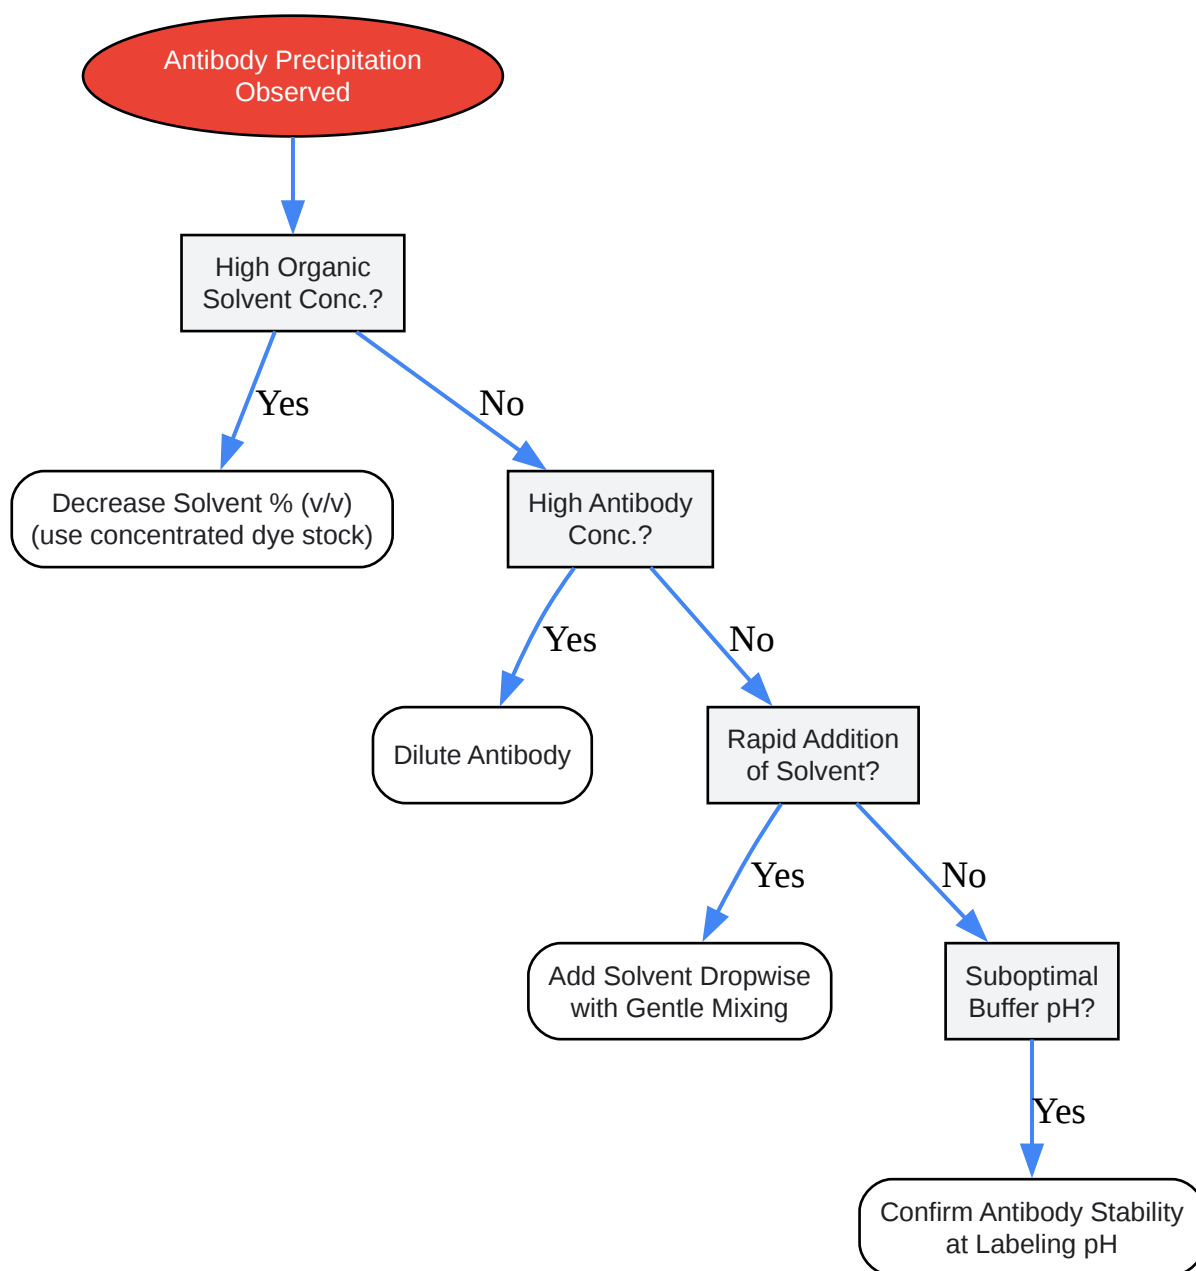 Antibody Precipitation
Observed
High Organic
Solvent Conc.?
Yes
No
Decrease Solvent % (v/v)
(use concentrated dye stock)
High Antibody
Conc.?
Yes
No
Dilute Antibody
Rapid Addition
of Solvent?
Yes
No
Add Solvent Dropwise
with Gentle Mixing
Suboptimal
Buffer pH?
Yes
Confirm Antibody Stability
at Labeling pH